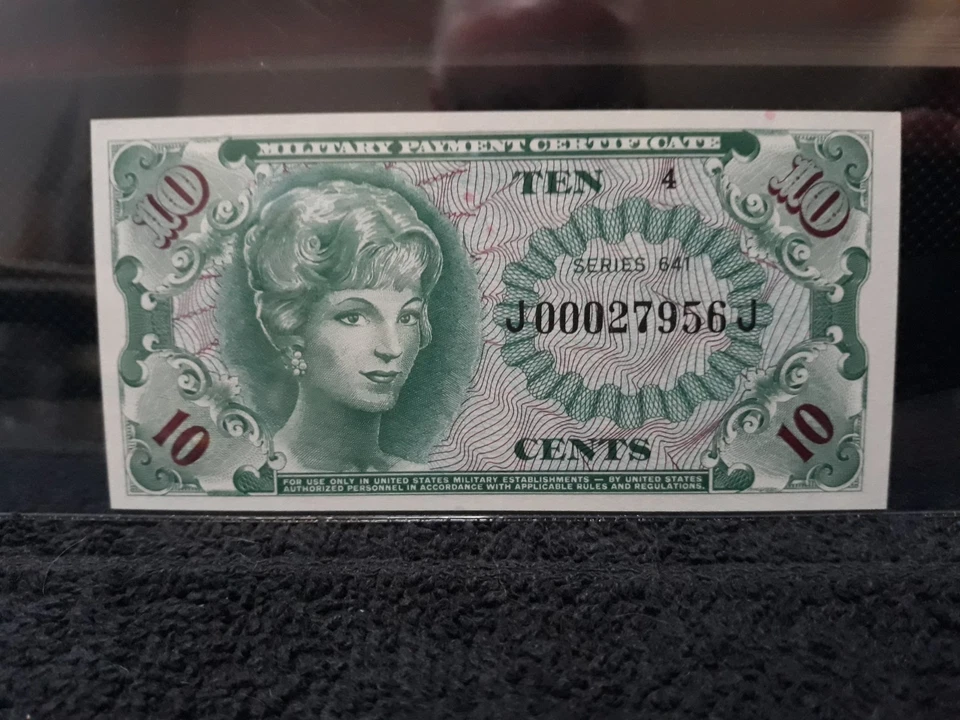 MILITARY PAYMENT CERTIFICATE
10 TEN 4 10
SERIES 641
J00027956J
10 CENTS 10
FOR USE ONLY IN UNITED STATES MILITARY ESTABLISHMENTS — BY UNITED STATES
AUTHORIZED PERSONNEL IN ACCORDANCE WITH APPLICABLE RULES AND REGULATIONS.